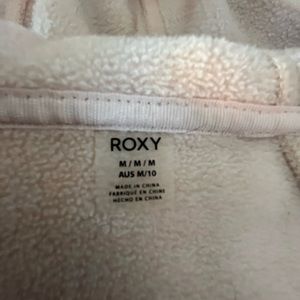 ROXY
M / M / M
AUS M/10
MADE IN CHINA
FABRIQUÉ EN CHINE
HECHO EN CHINA